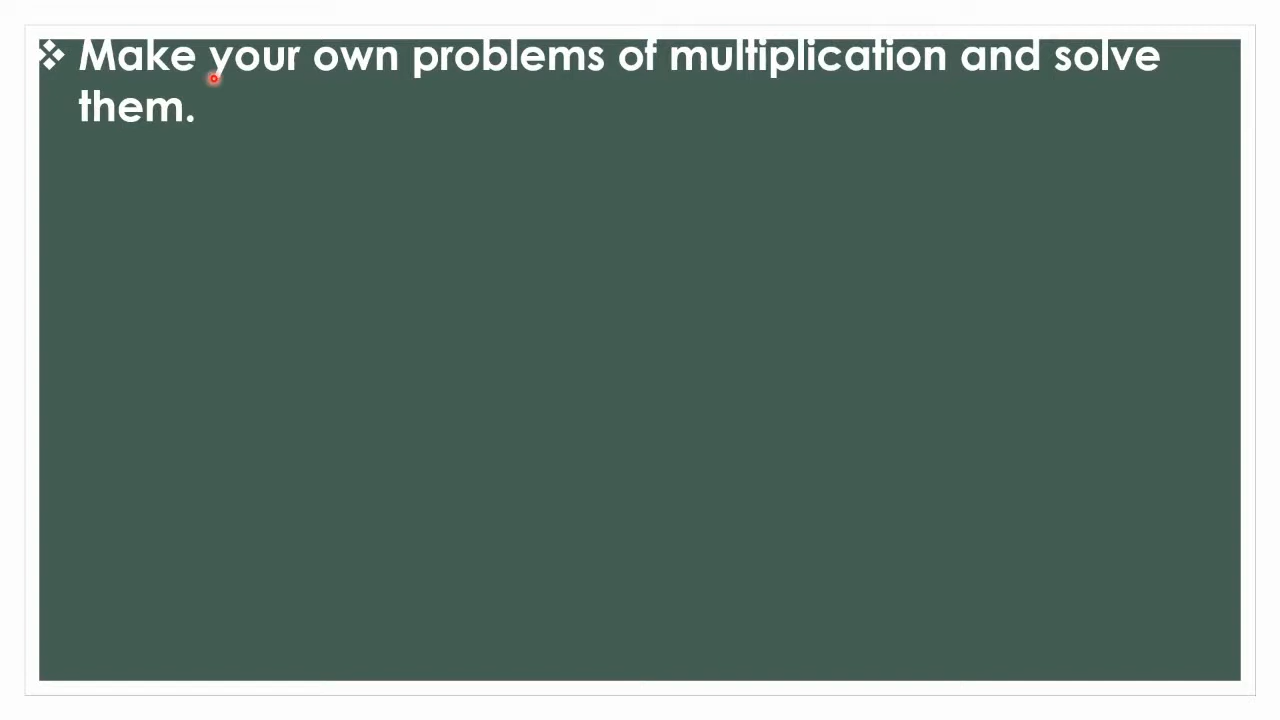 ❖ Make your own problems of multiplication and solve
them.